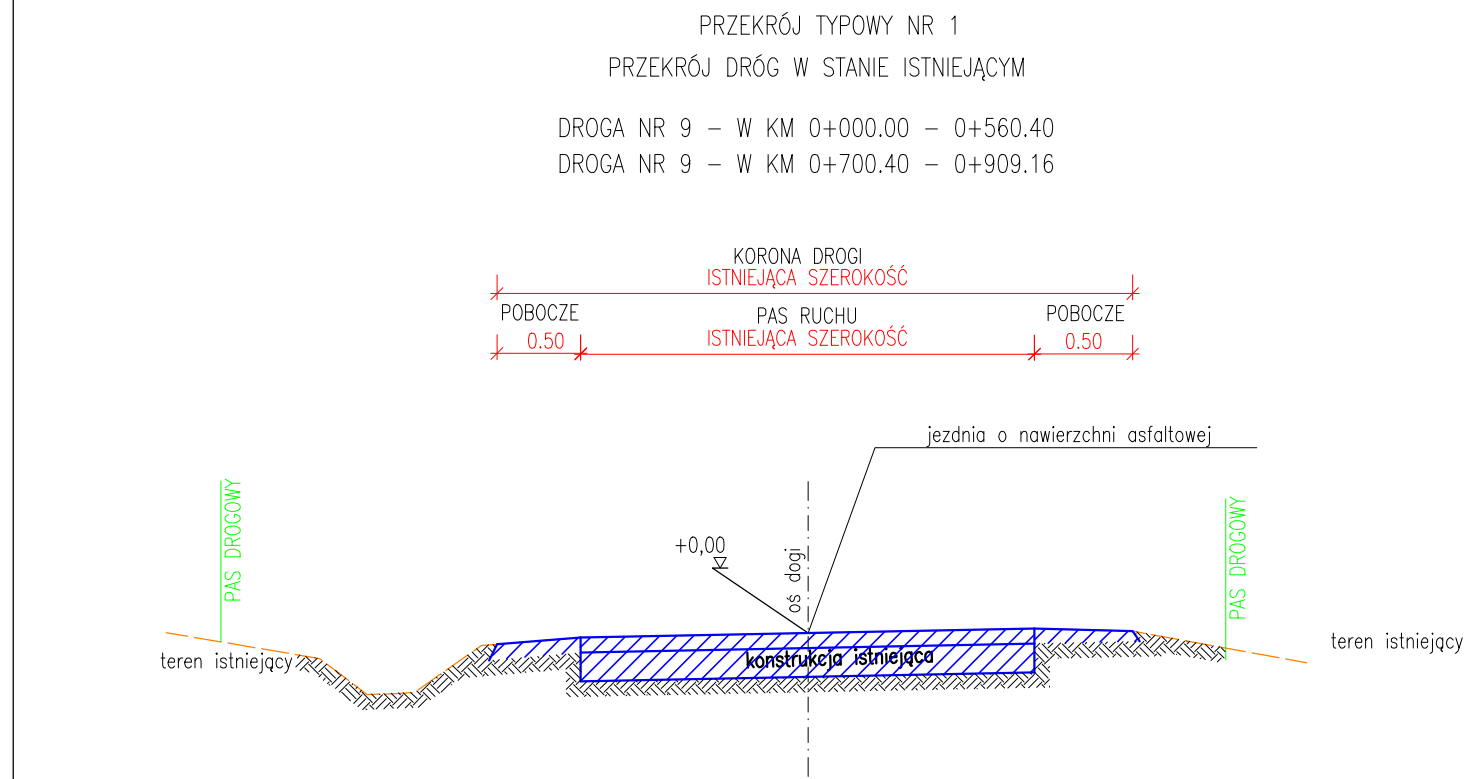 PRZEKRÓJ TYPOWY NR 1
PRZEKRÓJ DRÓG W STANIE ISTNIEJĄCYM
DROGA NR 9 – W KM 0+000.00 – 0+560.40
DROGA NR 9 – W KM 0+700.40 – 0+909.16
KORONA DROGI
ISTNIEJĄCA SZEROKOŚĆ
POBOCZE
PAS RUCHU
POBOCZE
0.50
ISTNIEJĄCA SZEROKOŚĆ
0.50
jezdnia o nawierzchni asfaltowej
PAS DROGOWY
+0,00
oś dogi
PAS DROGOWY
teren istniejący
konstrukcja istniejąca
teren istniejący